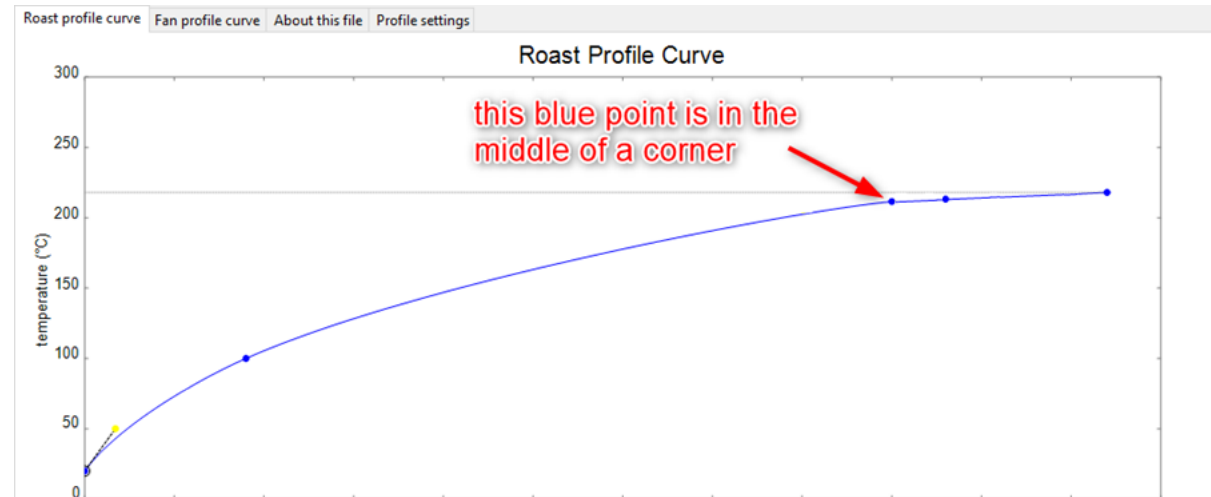 Roast profile curve Fan profile curve About this file Profile settings
Roast Profile Curve
300
this blue point is in the
middle of a corner
250
200
temperature (°C)
150
100
50
0